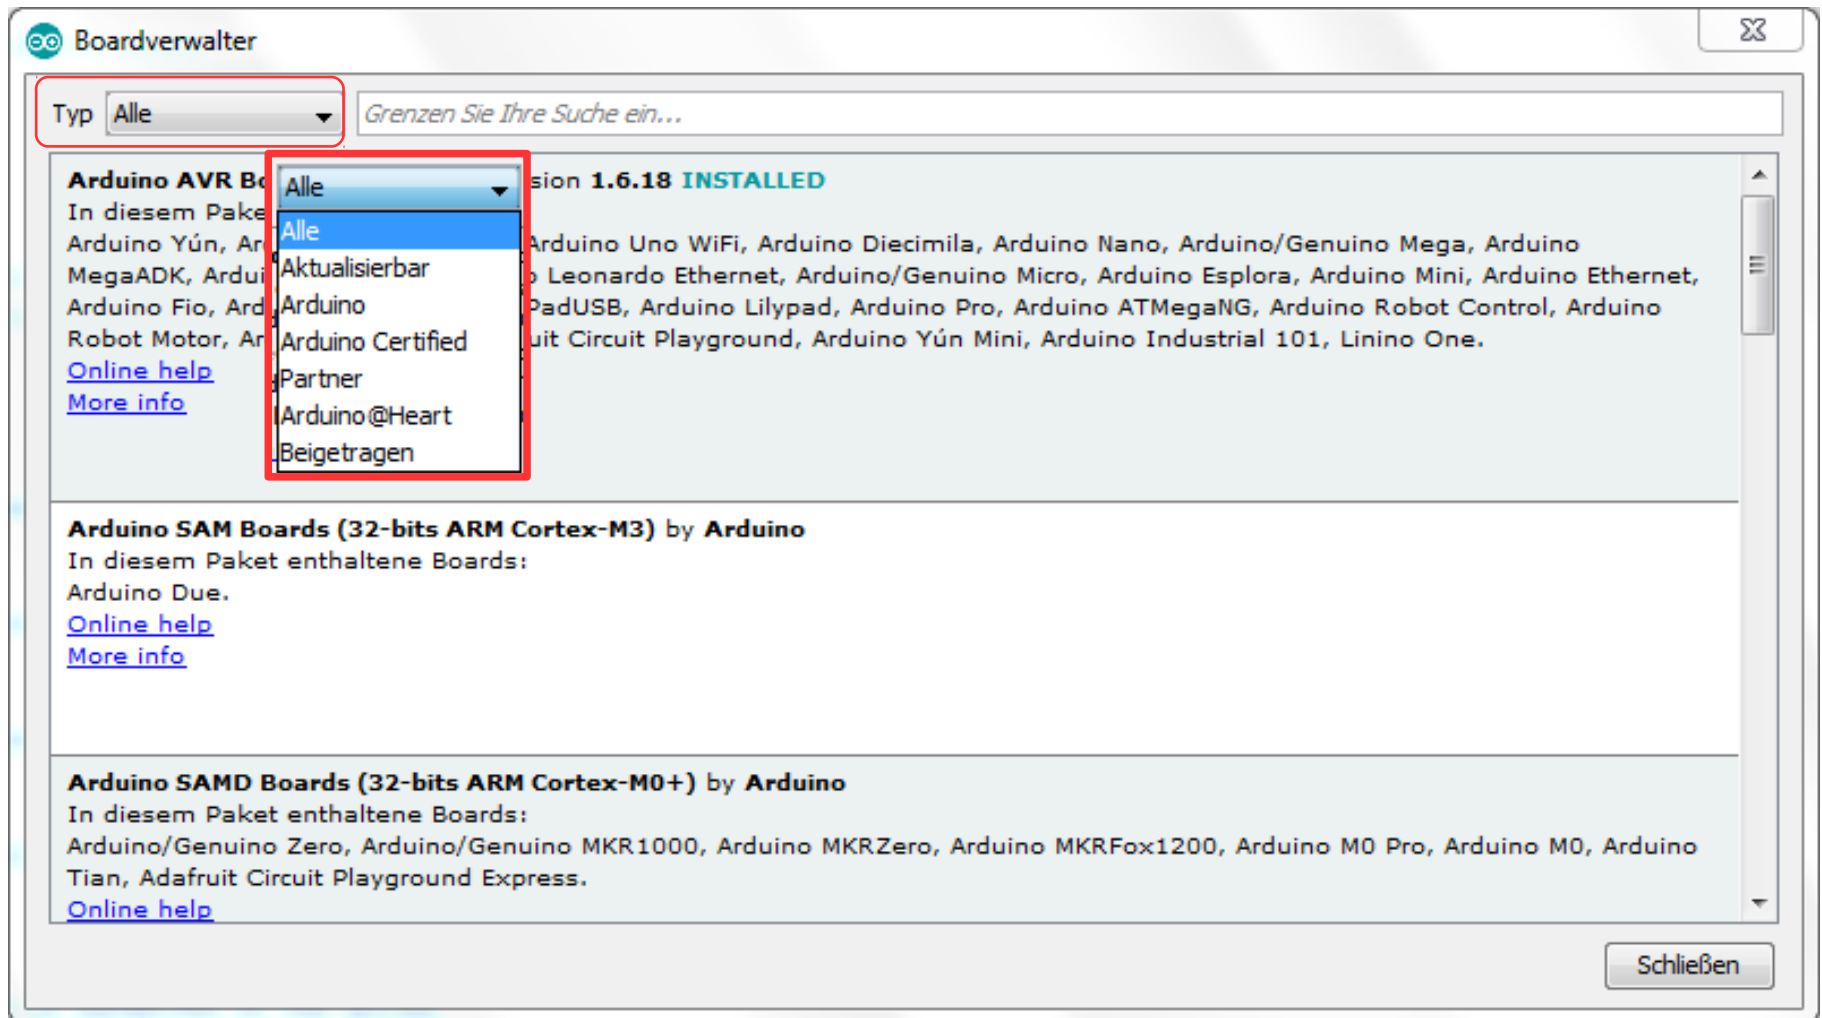 Boardverwalter
Typ Alle Grenzen Sie Ihre Suche ein...
Arduino AVR sion 1.6.18 INSTALLED
In diesem
Arduino Yún, Arduino Uno WiFi, Arduino Diecimila, Arduino Nano, Arduino/Genuino Mega, Arduino
MegaADK, Leonardo Ethernet, Arduino/Genuino Micro, Arduino Esplora, Arduino Mini, Arduino Ethernet,
Arduino Fio, PadUSB, Arduino Lilypad, Arduino Pro, Arduino ATMegaNG, Arduino Robot Control, Arduino
Robot Motor, uit Circuit Playground, Arduino Yún Mini, Arduino Industrial 101, Linino One.
Online help
More info
Alle
Alle
Aktualisierbar
Arduino
Arduino Certified
Partner
Arduino@Heart
Beigetragen
Arduino SAM Boards (32-bits ARM Cortex-M3) by Arduino
In diesem Paket enthaltene Boards:
Arduino Due.
Online help
More info
Arduino SAMD Boards (32-bits ARM Cortex-M0+) by Arduino
In diesem Paket enthaltene Boards:
Arduino/Genuino Zero, Arduino/Genuino MKR1000, Arduino MKRZero, Arduino MKRFox1200, Arduino M0 Pro, Arduino M0, Arduino
Tian, Adafruit Circuit Playground Express.
Online help
Schließen